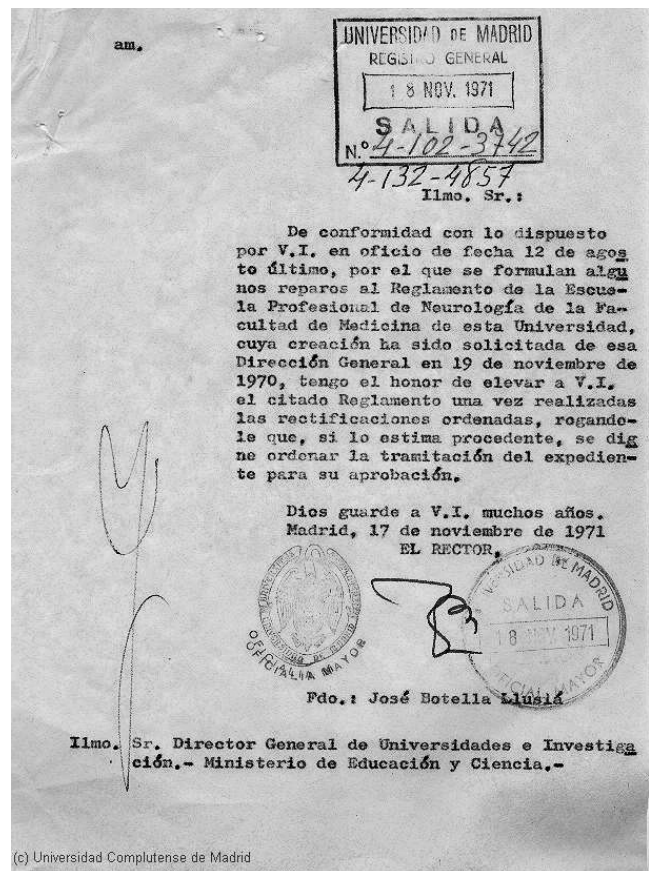 am.
UNIVERSIDAD DE MADRID
REGISTRO GENERAL
18 NOV. 1971
SALIDA
N.º 4-102-3742
4-132-4857
Ilmo. Sr.:
De conformidad con lo dispuesto
por V.I. en oficio de fecha 12 de agos
to último, por el que se formulan algu
nos reparos al Reglamento de la Escue-
la Profesional de Neurología de la Fa-
cultad de Medicina de esta Universidad,
cuya creación ha sido solicitada de esa
Dirección General en 19 de noviembre de
1970, tengo el honor de elevar a V.I.
el citado Reglamento una vez realizadas
las rectificaciones ordenadas, rogando-
le que, si lo estima procedente, se dig
ne ordenar la tramitación del expedien-
te para su aprobación.
Dios guarde a V.I. muchos años.
Madrid, 17 de noviembre de 1971
EL RECTOR,
OFICIALIA MAYOR
VERSIDAD DE MADRID
SALIDA
18 NOV 1971
OFICIALIA MAYOR
Fdo.: José Botella Llusiá
Ilmo. Sr. Director General de Universidades e Investiga
ción.- Ministerio de Educación y Ciencia.-
(c) Universidad Complutense de Madrid